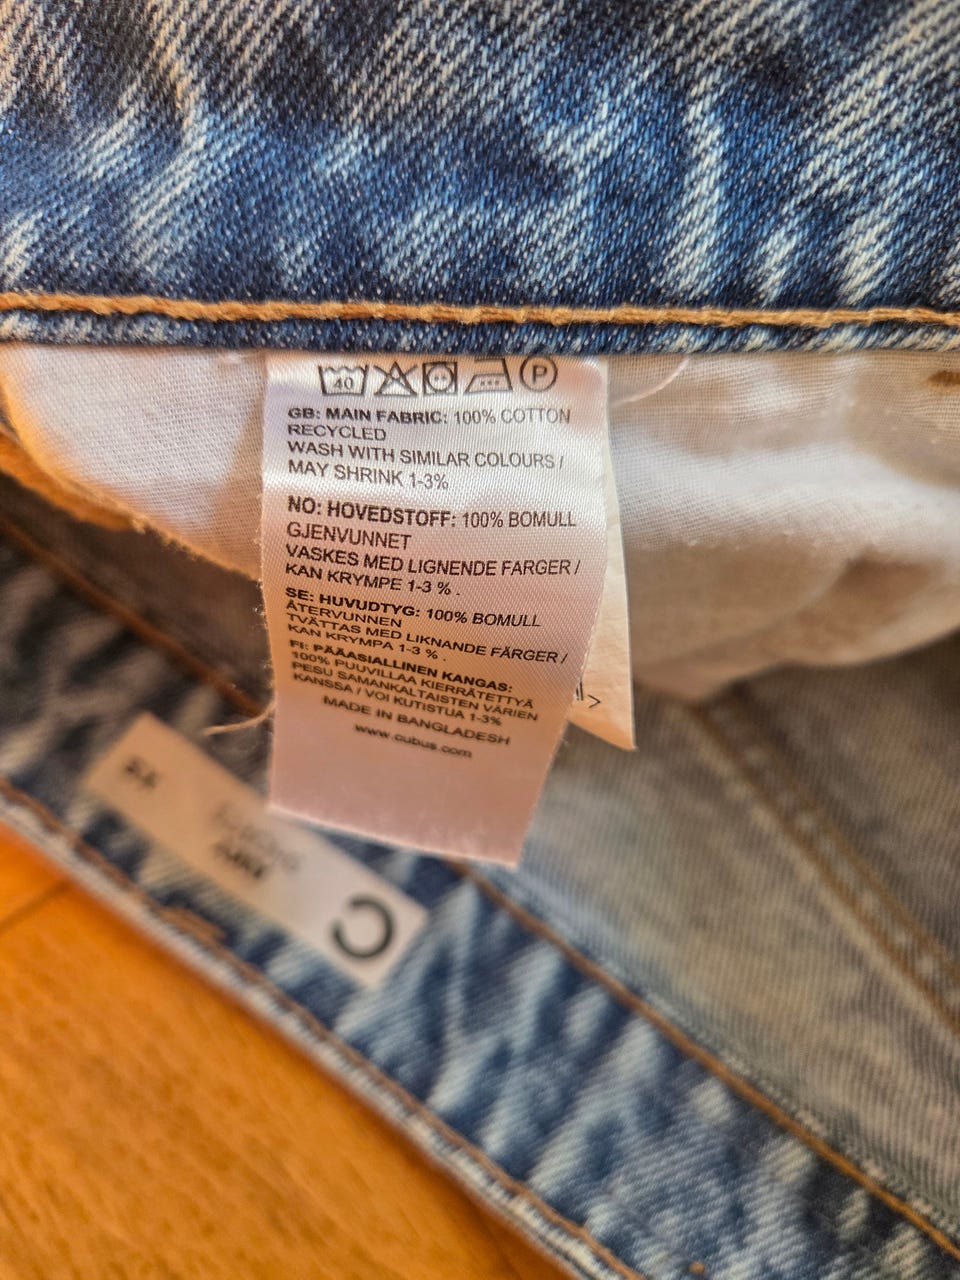 40 P
GB: MAIN FABRIC: 100% COTTON
RECYCLED
WASH WITH SIMILAR COLOURS /
MAY SHRINK 1-3%
NO: HOVEDSTOFF: 100% BOMULL
GJENVUNNET
VASKES MED LIGNENDE FARGER /
KAN KRYMPE 1-3 % .
SE: HUVUDTYG: 100% BOMULL
ÅTERVUNNEN
TVÄTTAS MED LIKNANDE FÄRGER /
KAN KRYMPA 1-3 % .
FI: PÄÄASIALLINEN KANGAS:
100% PUUVILLAA KIERRÄTETTYÄ
PESU SAMANKALTAISTEN VÄRIEN
KANSSA / VOI KUTISTUA 1-3%
MADE IN BANGLADESH
www.cubus.com